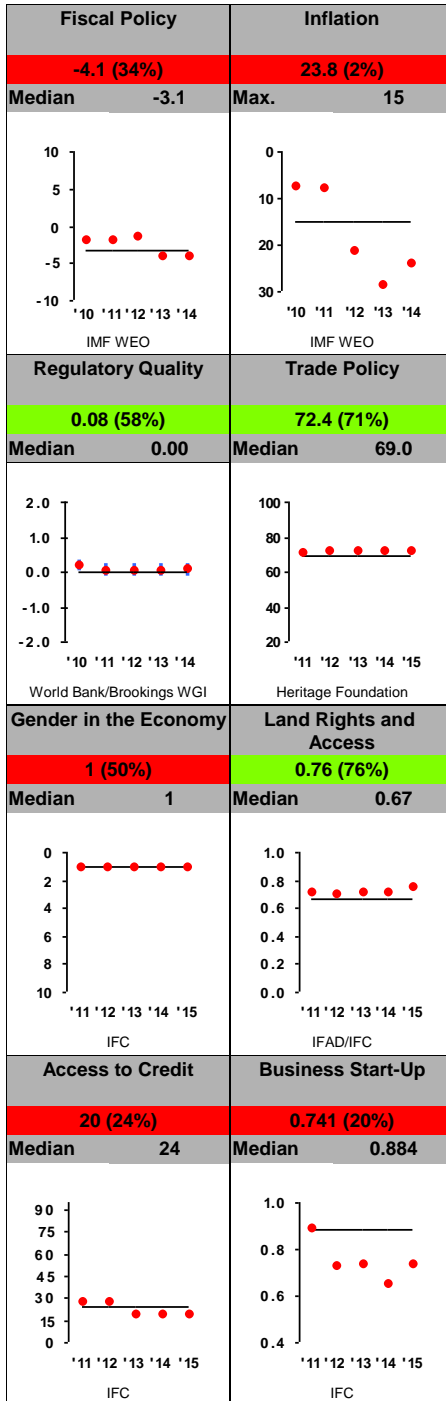 Fiscal Policy
-4.1 (34%)
Median -3.1
10
5
0
-5
-10
'10 '11 '12 '13 '14
IMF WEO
Inflation
23.8 (2%)
Max. 15
0
10
20
30
'10 '11 '12 '13 '14
IMF WEO
Regulatory Quality
0.08 (58%)
Median 0.00
2.0
1.0
0.0
-1.0
-2.0
'10 '11 '12 '13 '14
World Bank/Brookings WGI
Trade Policy
72.4 (71%)
Median 69.0
100
80
60
40
20
'11 '12 '13 '14 '15
Heritage Foundation
Gender in the Economy
1 (50%)
Median 1
0
2
4
6
8
10
'11 '12 '13 '14 '15
IFC
Land Rights and
Access
0.76 (76%)
Median 0.67
1.0
0.8
0.6
0.4
0.2
0.0
'11 '12 '13 '14 '15
IFAD/IFC
Access to Credit
20 (24%)
Median 24
90
75
60
45
30
15
0
'11 '12 '13 '14 '15
IFC
Business Start-Up
0.741 (20%)
Median 0.884
1.0
0.8
0.6
0.4
'11 '12 '13 '14 '15
IFC